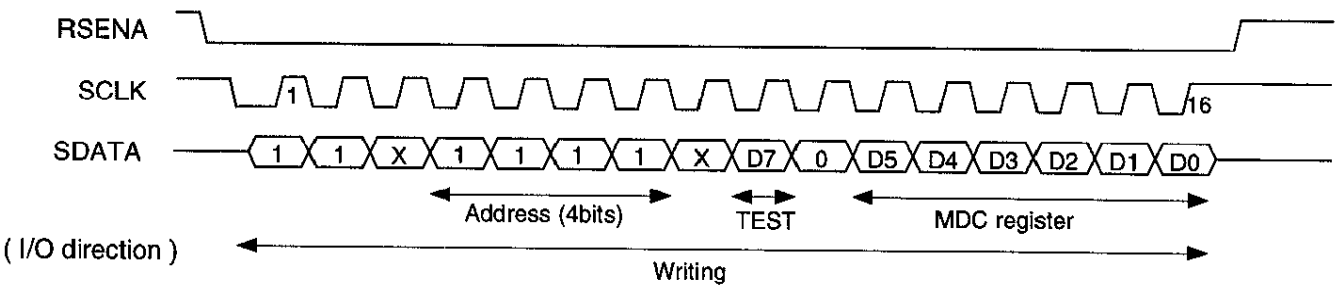 RSENA
SCLK 1 16
SDATA 1 1 X 1 1 1 1 X D7 0 D5 D4 D3 D2 D1 D0
Address (4bits) TEST MDC register
( I/O direction )
Writing